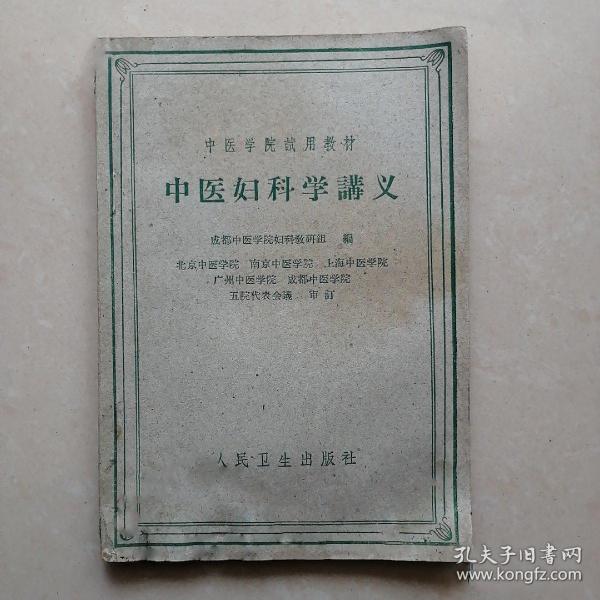 中医学院試用教材
中医妇科学講义
成都中医学院妇科教研組 編
北京中医学院 南京中医学院 上海中医学院
广州中医学院 成都中医学院
五院代表会議 审訂
人民卫生出版社
孔夫子旧書网
www.kongfz.com